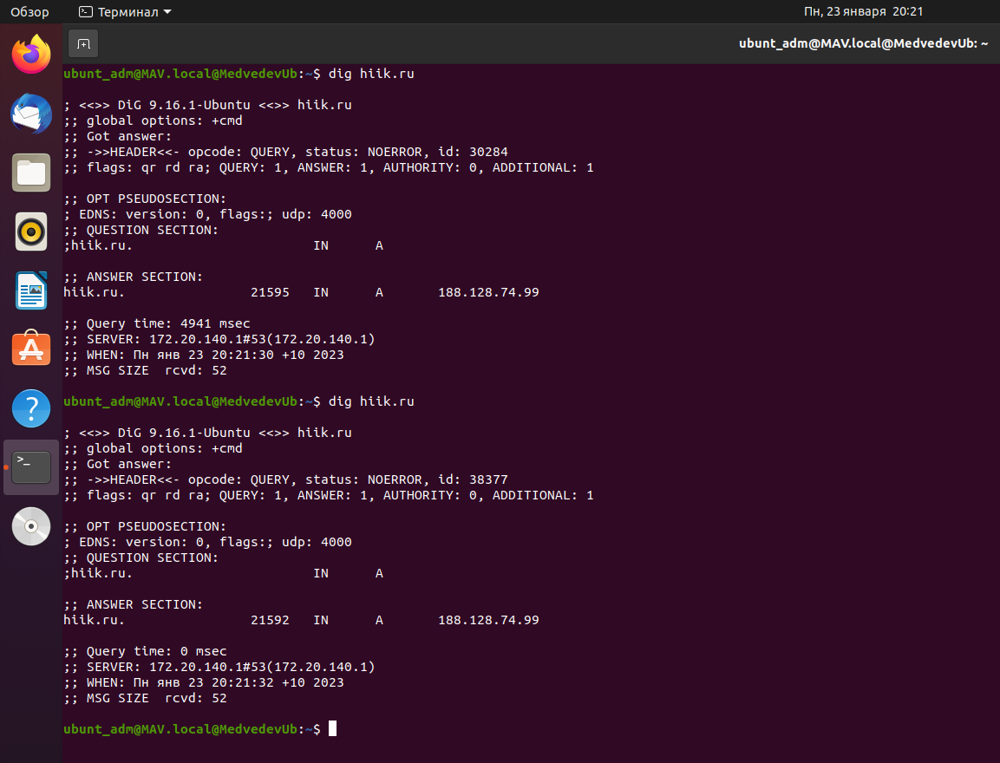 Обзор Терминал Пн, 23 января 20:21
ubunt_adm@MAV.local@MedvedevUb: ~
ubunt_adm@MAV.local@MedvedevUb:~$ dig hiik.ru
; <<>> DiG 9.16.1-Ubuntu <<>> hiik.ru
;; global options: +cmd
;; Got answer:
;; ->>HEADER<<- opcode: QUERY, status: NOERROR, id: 30284
;; flags: qr rd ra; QUERY: 1, ANSWER: 1, AUTHORITY: 0, ADDITIONAL: 1
;; OPT PSEUDOSECTION:
; EDNS: version: 0, flags:; udp: 4000
;; QUESTION SECTION:
;hiik.ru. IN A
;; ANSWER SECTION:
hiik.ru. 21595 IN A 188.128.74.99
;; Query time: 4941 msec
;; SERVER: 172.20.140.1#53(172.20.140.1)
;; WHEN: Пн янв 23 20:21:30 +10 2023
;; MSG SIZE rcvd: 52
ubunt_adm@MAV.local@MedvedevUb:~$ dig hiik.ru
; <<>> DiG 9.16.1-Ubuntu <<>> hiik.ru
;; global options: +cmd
;; Got answer:
;; ->>HEADER<<- opcode: QUERY, status: NOERROR, id: 38377
;; flags: qr rd ra; QUERY: 1, ANSWER: 1, AUTHORITY: 0, ADDITIONAL: 1
;; OPT PSEUDOSECTION:
; EDNS: version: 0, flags:; udp: 4000
;; QUESTION SECTION:
;hiik.ru. IN A
;; ANSWER SECTION:
hiik.ru. 21592 IN A 188.128.74.99
;; Query time: 0 msec
;; SERVER: 172.20.140.1#53(172.20.140.1)
;; WHEN: Пн янв 23 20:21:32 +10 2023
;; MSG SIZE rcvd: 52
ubunt_adm@MAV.local@MedvedevUb:~$